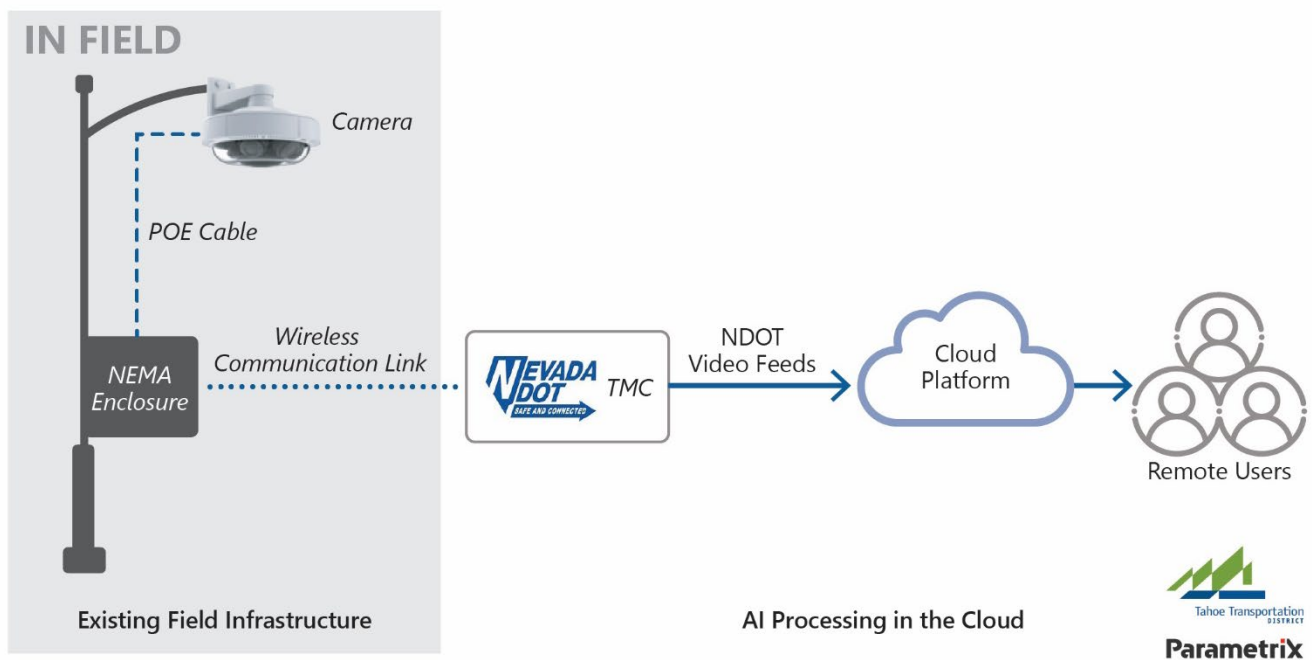 IN FIELD
Camera
POE Cable
NEMA
Enclosure
Wireless
Communication Link
NEVADA
DOT
SAFE AND CONNECTED
TMC
NDOT
Video Feeds
Cloud
Platform
Remote Users
Existing Field Infrastructure
AI Processing in the Cloud
Tahoe Transportation
DISTRICT
Parametrix